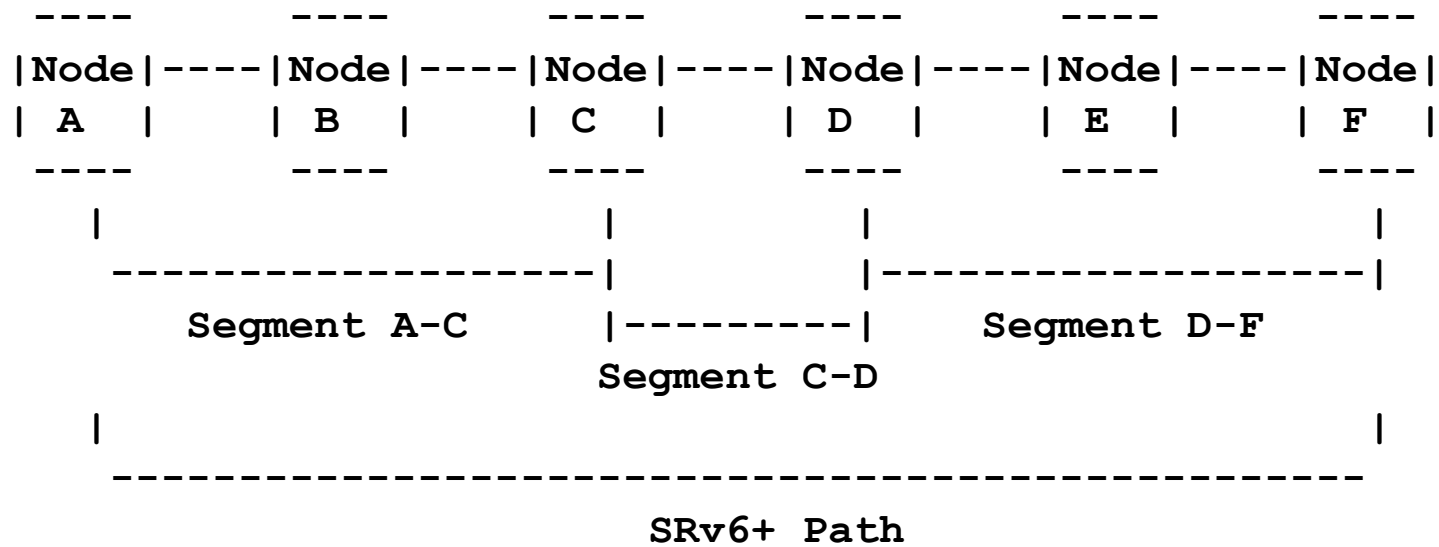 ----       ----       ----       ----       ----       ----
|Node|----|Node|----|Node|----|Node|----|Node|----|Node|
| A  |    | B  |    | C  |    | D  |    | E  |    | F  |
 ----       ----       ----       ----       ----       ----
|                   |         |                   |
-------------------|         |-------------------|
Segment A-C |---------| Segment D-F
Segment C-D
|                                                 |
-------------------------------------------------
SRv6+ Path